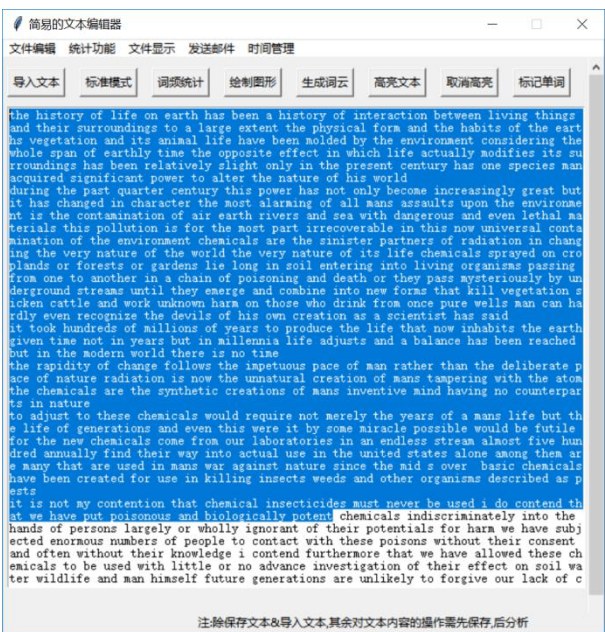 简易的文本编辑器
文件编辑 统计功能 文件显示 发送邮件 时间管理
导入文本 标准模式 词频统计 绘制图形 生成词云 高亮文本 取消高亮 标记单词
the history of life on earth has been a history of interaction between living things
and their surroundings to a large extent the physical form and the habits of the eart
hs vegetation and its animal life have been molded by the environment considering the
whole span of earthly time the opposite effect in which life actually modifies its su
rroundings has been relatively slight only in the present century has one species man
acquired significant power to alter the nature of his world
during the past quarter century this power has not only become increasingly great but
it has changed in character the most alarming of all mans assaults upon the environme
nt is the contamination of air earth rivers and sea with dangerous and even lethal ma
terials this pollution is for the most part irrecoverable in this now universal conta
mination of the environment chemicals are the sinister partners of radiation in chang
ing the very nature of the world the very nature of its life chemicals sprayed on cro
plands or forests or gardens lie long in soil entering into living organisms passing
from one to another in a chain of poisoning and death or they pass mysteriously by un
derground streams until they emerge and combine into new forms that kill vegetation s
icken cattle and work unknown harm on those who drink from once pure wells man can ha
rdly even recognize the devils of his own creation as a scientist has said
it took hundreds of millions of years to produce the life that now inhabits the earth
given time not in years but in millennia life adjusts and a balance has been reached
but in the modern world there is no time
the rapidity of change follows the impetuous pace of man rather than the deliberate p
ace of nature radiation is now the unnatural creation of mans tampering with the atom
the chemicals are the synthetic creations of mans inventive mind having no counterpar
ts in nature
to adjust to these chemicals would require not merely the years of a mans life but th
e life of generations and even this were it by some miracle possible would be futile
for the new chemicals come from our laboratories in an endless stream almost five hun
dred annually find their way into actual use in the united states alone among them ar
e many that are used in mans war against nature since the mid s over basic chemicals
have been created for use in killing insects weeds and other organisms described as p
ests
it is not my contention that chemical insecticides must never be used i do contend th
at we have put poisonous and biologically potent chemicals indiscriminately into the
hands of persons largely or wholly ignorant of their potentials for harm we have subj
ected enormous numbers of people to contact with these poisons without their consent
and often without their knowledge i contend furthermore that we have allowed these ch
emicals to be used with little or no advance investigation of their effect on soil wa
ter wildlife and man himself future generations are unlikely to forgive our lack of c
注:除保存文本&导入文本,其余对文本内容的操作需先保存,后分析